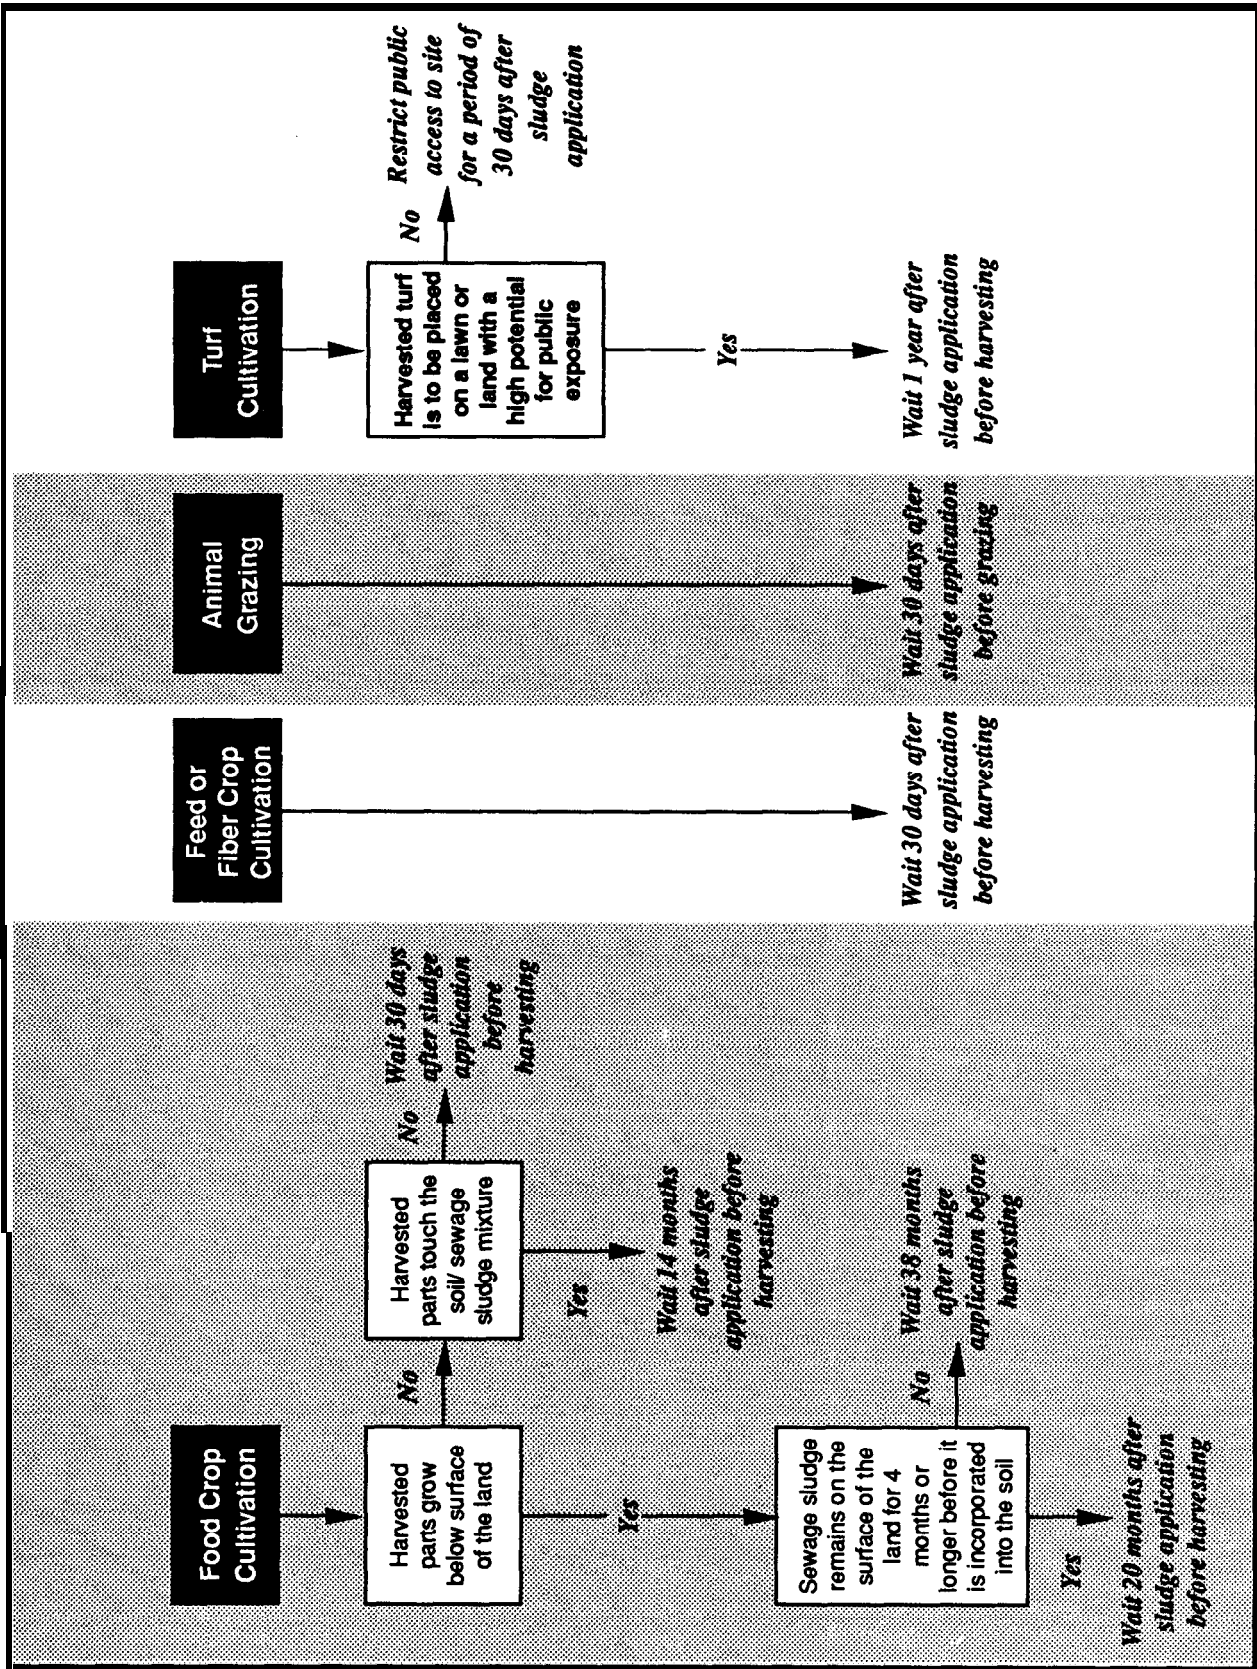 Food Crop
Cultivation
Harvested
parts grow
below surface
of the land
No
Harvested
parts touch the
soil/ sewage
sludge mixture
No
Wait 30 days
after sludge
application
before
harvesting
Yes
Wait 14 months
after sludge
application before
harvesting
Yes
Sewage sludge
remains on the
surface of the
land for 4
months or
longer before it
is incorporated
into the soil
No
Wait 38 months
after sludge
application before
harvesting
Yes
Wait 20 months after
sludge application
before harvesting
Feed or
Fiber Crop
Cultivation
Wait 30 days after
sludge application
before harvesting
Animal
Grazing
Wait 30 days after
sludge application
before grazing
Turf
Cultivation
Harvested turf
is to be placed
on a lawn or
land with a
high potential
for public
exposure
No
Restrict public
access to site
for a period of
30 days after
sludge
application
Yes
Wait 1 year after
sludge application
before harvesting